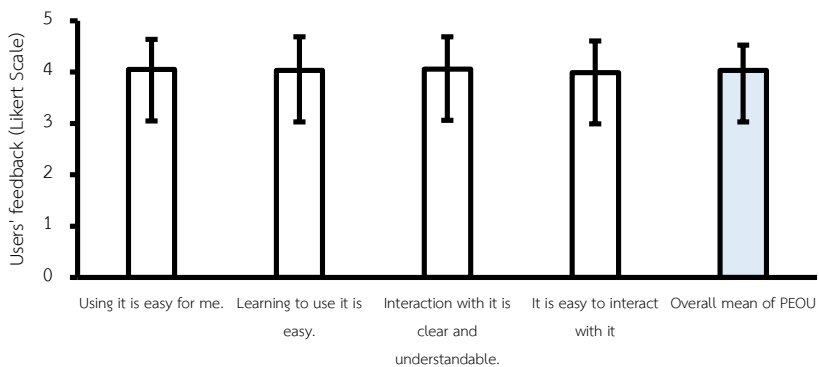 Users' feedback (Likert Scale)
5
4
3
2
1
0
Using it is easy for me.
Learning to use it is
easy.
Interaction with it is
clear and
understandable.
It is easy to interact
with it
Overall mean of PEOU